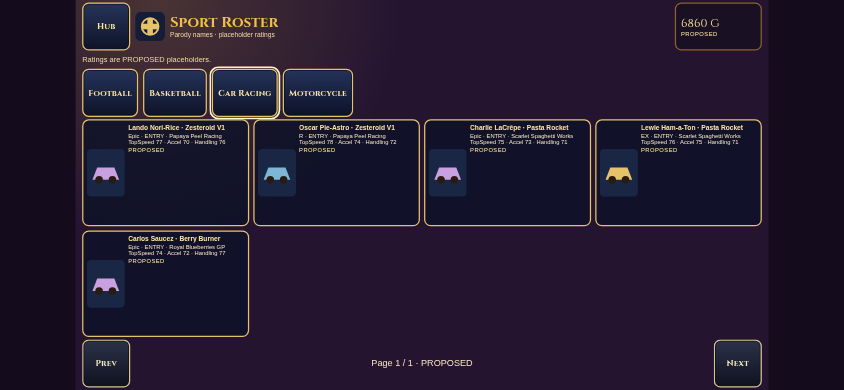 Hub
Sport Roster
Parody names · placeholder ratings
6860 G
PROPOSED
Ratings are PROPOSED placeholders.
Football
Basketball
Car Racing
Motorcycle
Lando Nori-Rice · Zesteroid V1
Epic · ENTRY · Papaya Peel Racing
TopSpeed 77 · Accel 70 · Handling 76
PROPOSED
Oscar Pie-Astro · Zesteroid V1
R · ENTRY · Papaya Peel Racing
TopSpeed 78 · Accel 74 · Handling 72
PROPOSED
Charlie LaCrêpe · Pasta Rocket
Epic · ENTRY · Scarlet Spaghetti Works
TopSpeed 75 · Accel 73 · Handling 71
PROPOSED
Lewie Ham-a-Ton · Pasta Rocket
EX · ENTRY · Scarlet Spaghetti Works
TopSpeed 76 · Accel 75 · Handling 71
PROPOSED
Carlos Saucez · Berry Burner
Epic · ENTRY · Royal Blueberries GP
TopSpeed 74 · Accel 72 · Handling 77
PROPOSED
Prev
Page 1 / 1 · PROPOSED
Next